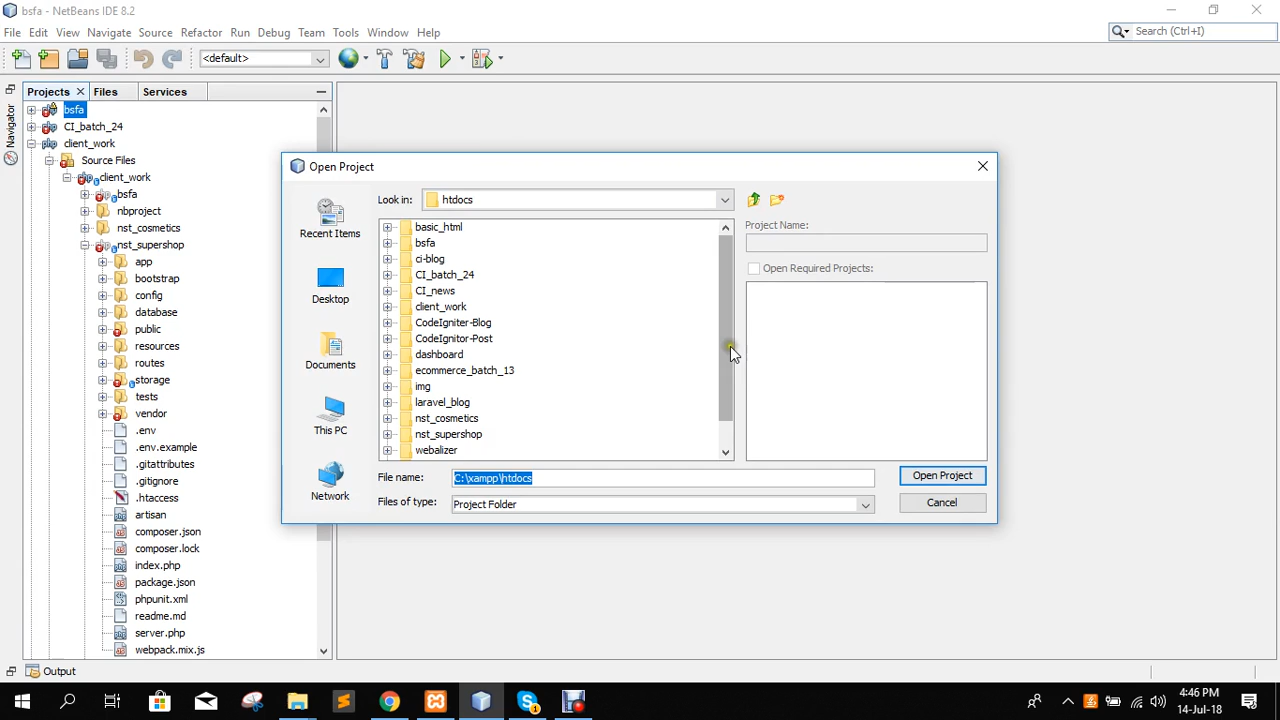 bsfa - NetBeans IDE 8.2
File Edit View Navigate Source Refactor Run Debug Team Tools Window Help
Search (Ctrl+I)
<default>
Projects Files Services
Navigator
bsfa
CI_batch_24
client_work
Source Files
client_work
bsfa
nbproject
nst_cosmetics
nst_supershop
app
bootstrap
config
database
public
resources
routes
storage
tests
vendor
.env
.env.example
.gitattributes
.gitignore
.htaccess
artisan
composer.json
composer.lock
index.php
package.json
phpunit.xml
readme.md
server.php
webpack.mix.js
Output
Open Project
Look in: htdocs
Recent Items
Desktop
Documents
This PC
Network
basic_html
bsfa
ci-blog
CI_batch_24
CI_news
client_work
CodeIgniter-Blog
CodeIgnitor-Post
dashboard
ecommerce_batch_13
img
laravel_blog
nst_cosmetics
nst_supershop
webalizer
Project Name:
Open Required Projects:
File name: C:\xampp\htdocs
Files of type: Project Folder
Open Project
Cancel
4:46 PM
14-Jul-18